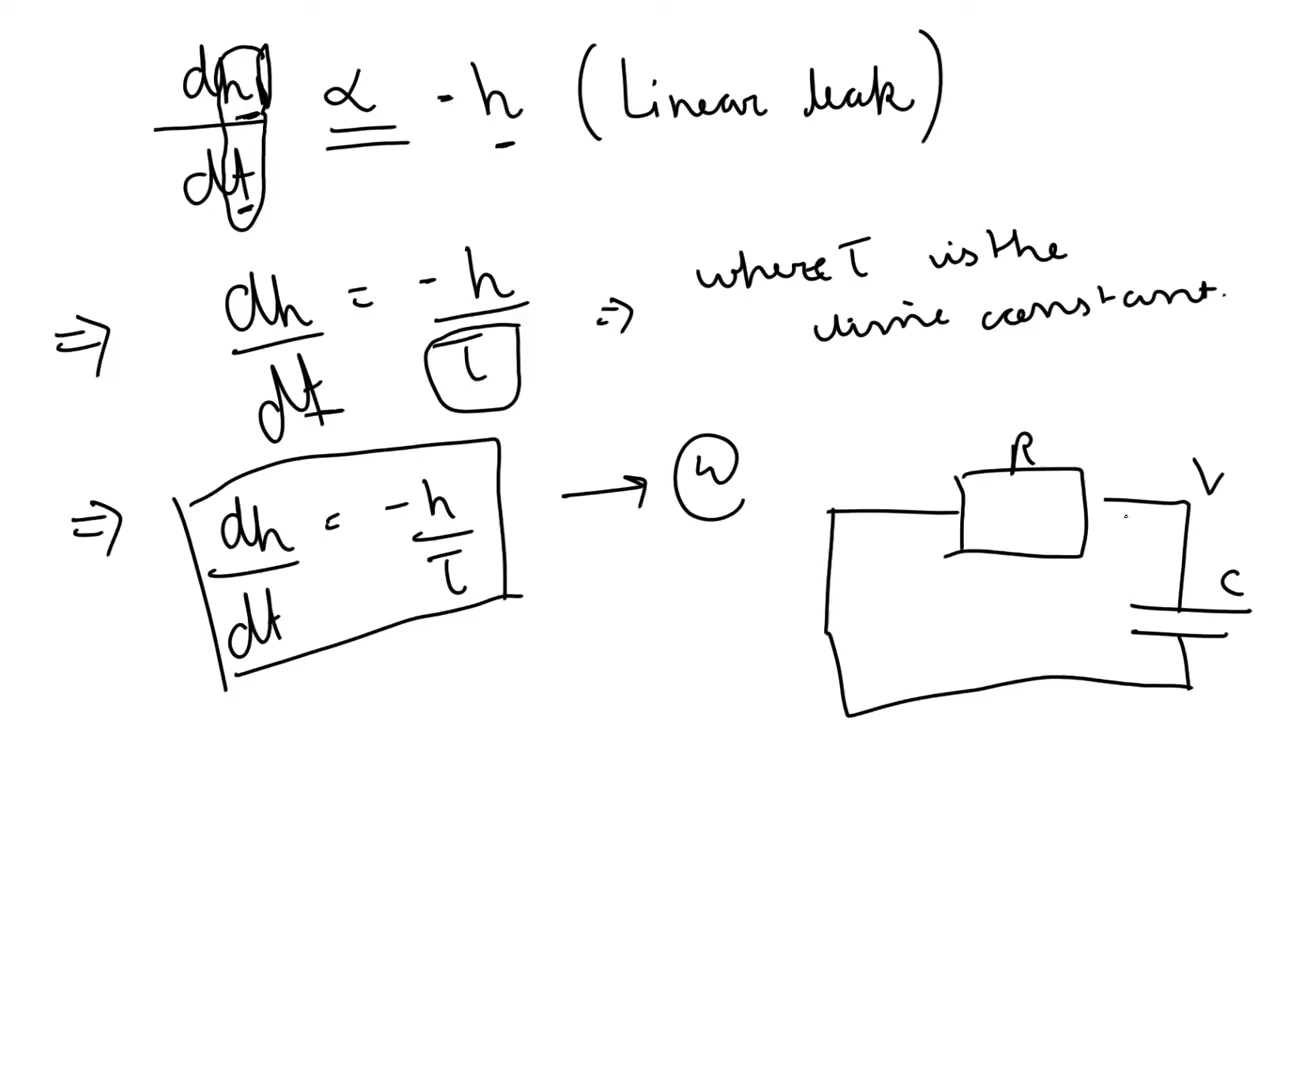 dh/dt α - h (Linear leak)
⇒ dh/dt = -h/τ ⇒ where τ is the time constant.
⇒ dh/dt = -h/τ → W
R
V
C